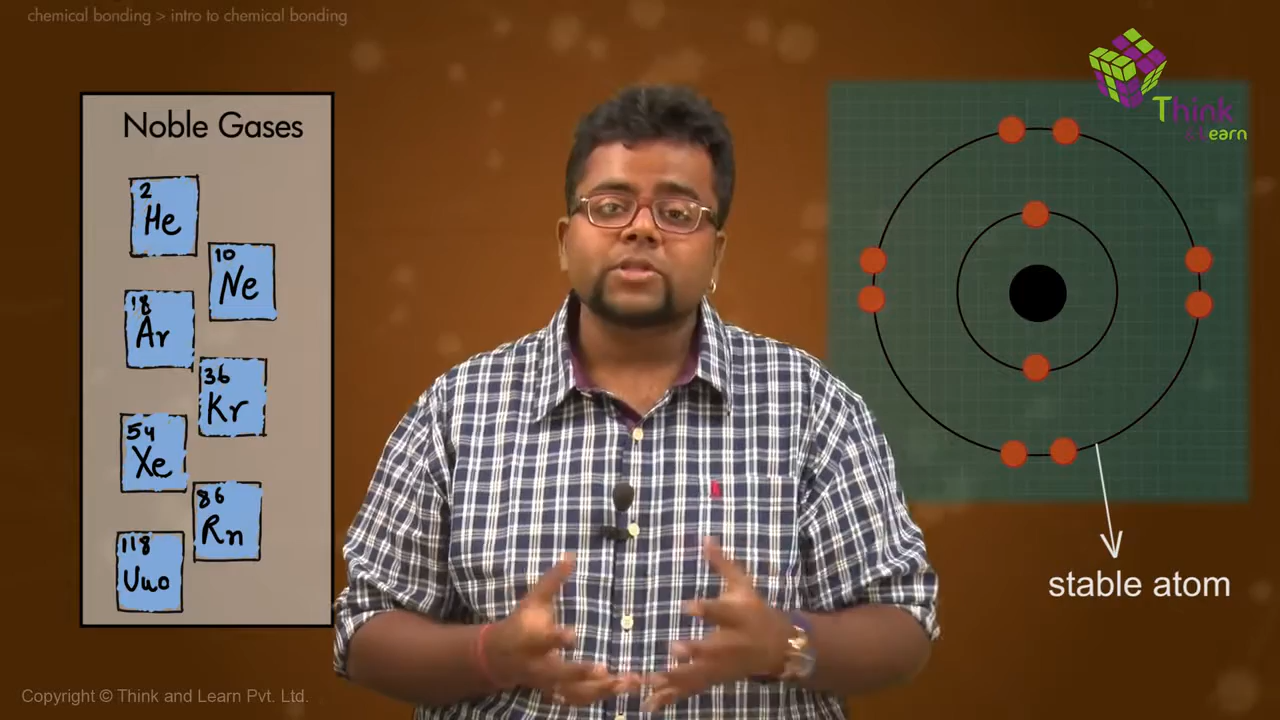 chemical bonding > intro to chemical bonding
Noble Gases
2
He
10
Ne
18
Ar
36
Kr
54
Xe
86
Rn
118
Uuo
Think
& Learn
stable atom
Copyright © Think and Learn Pvt. Ltd.